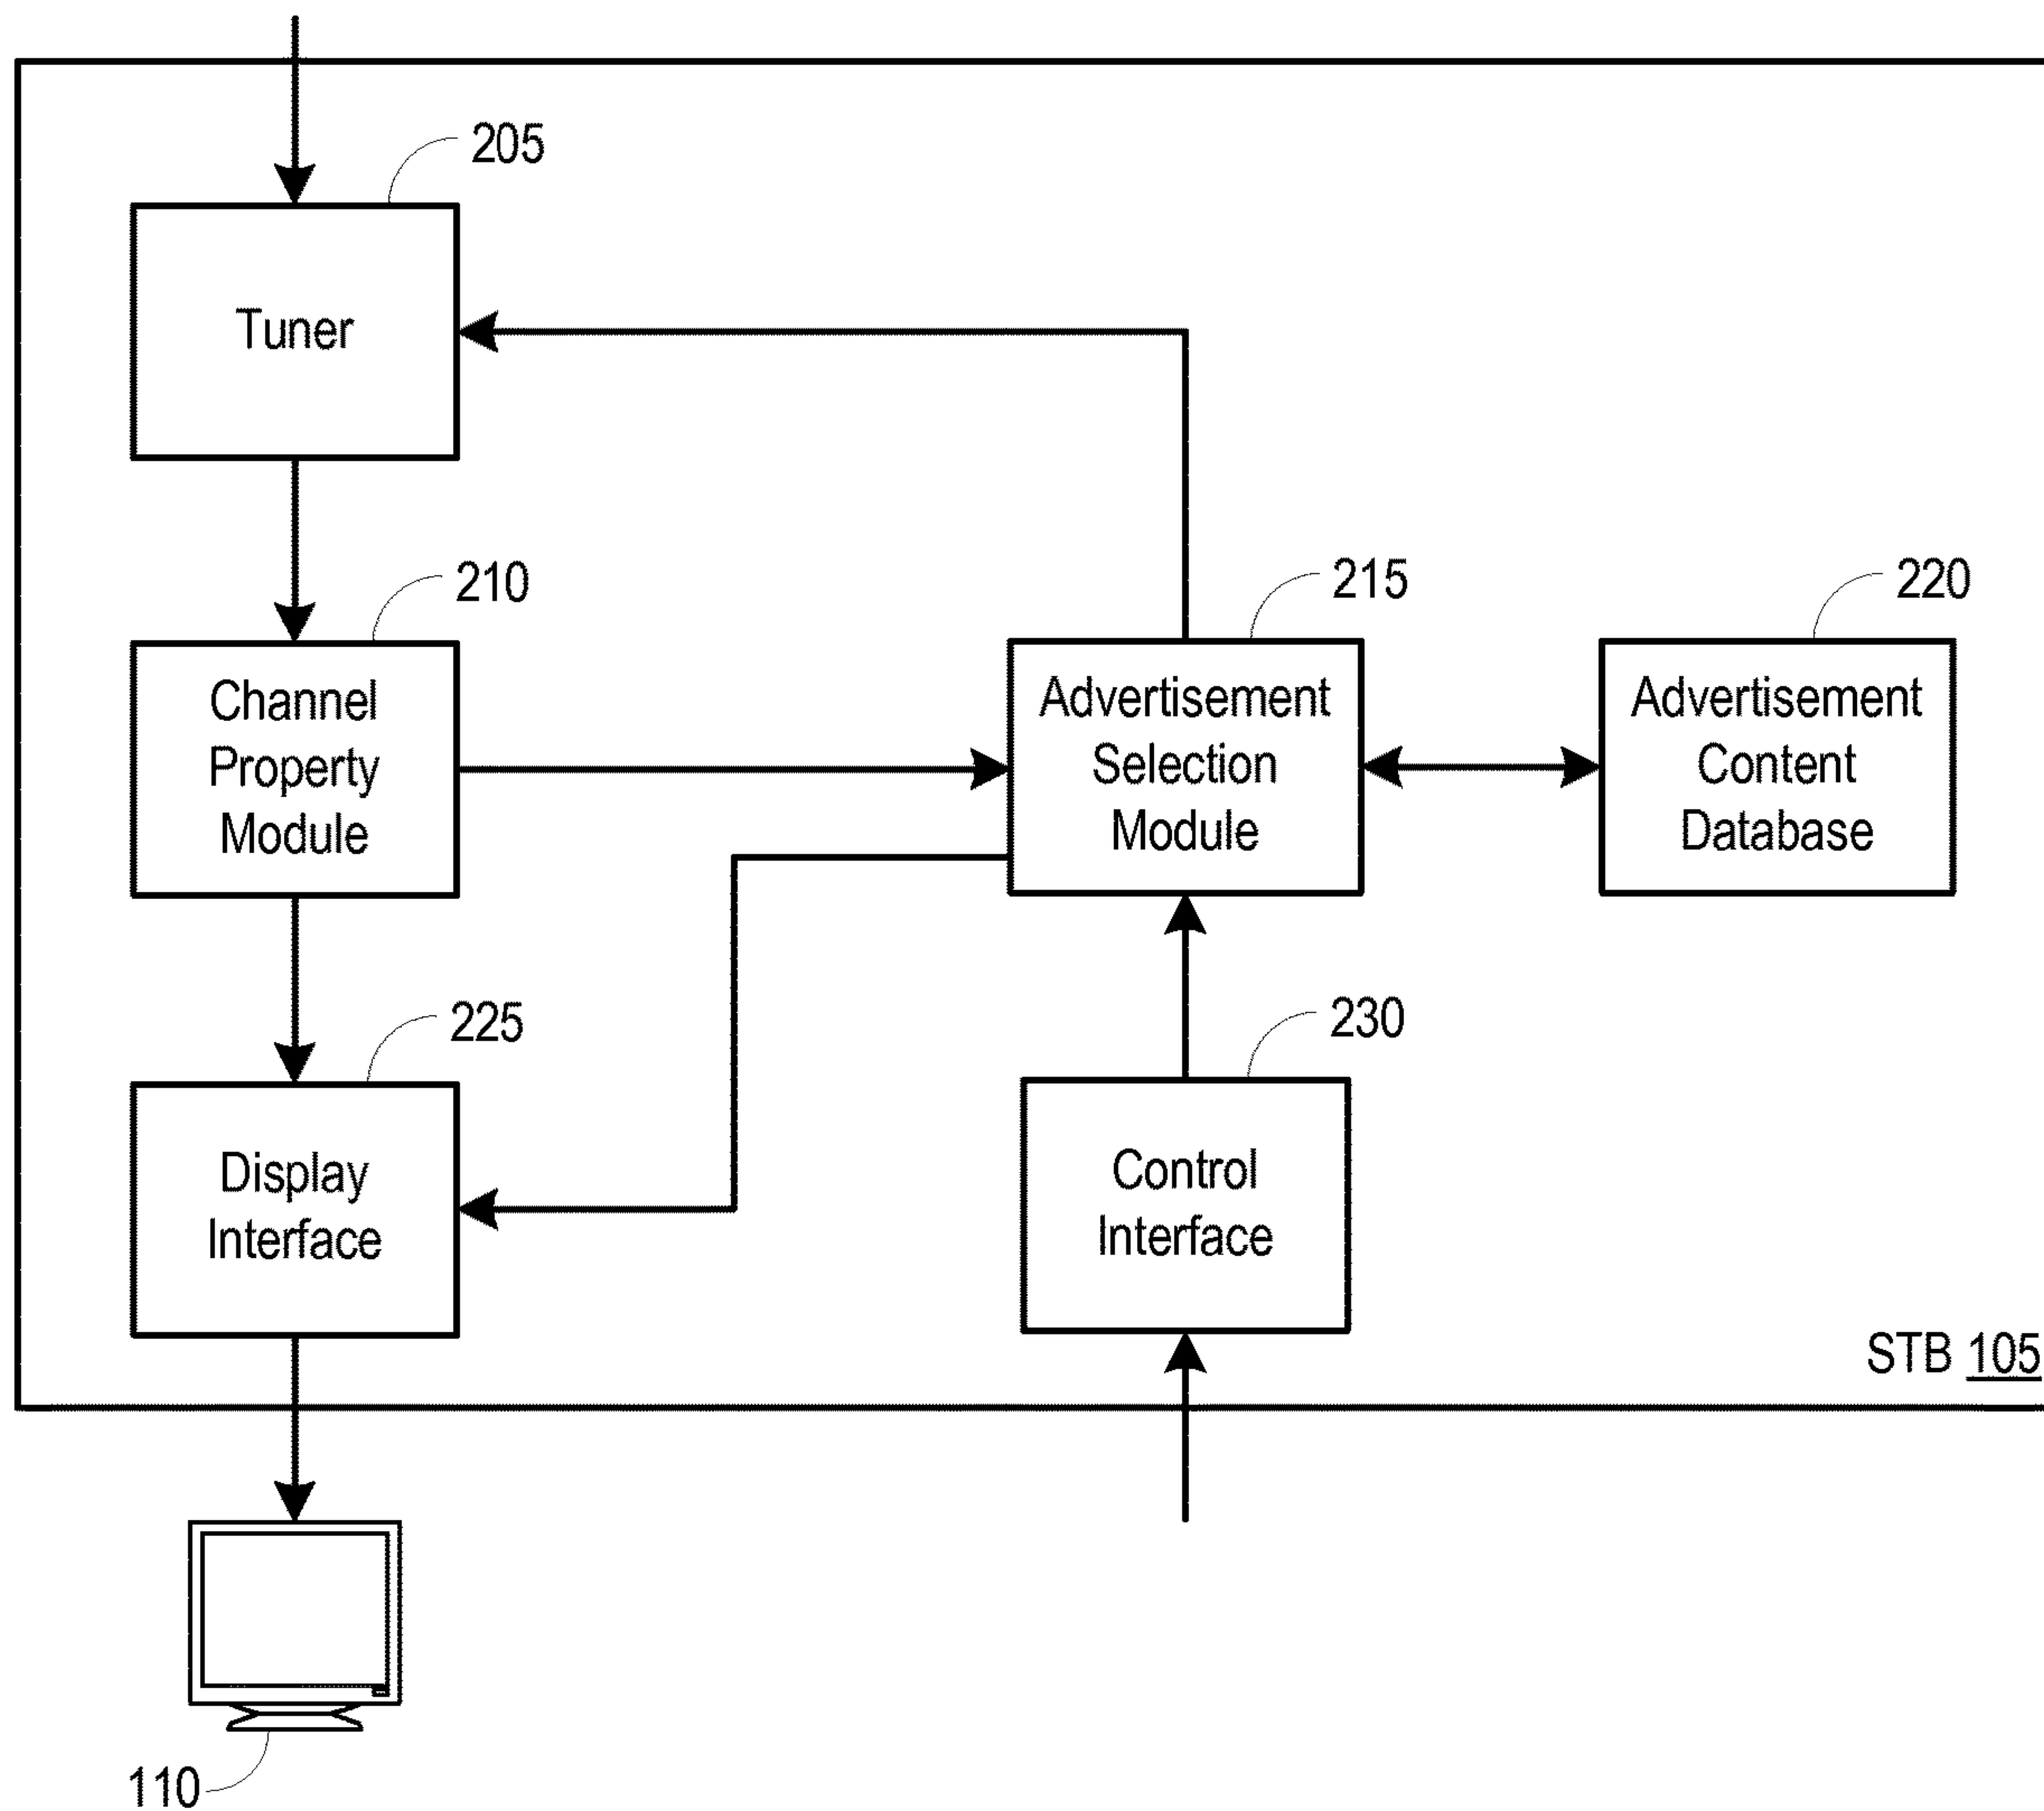 205
Tuner
210
215
220
Channel
Property
Module
Advertisement
Selection
Module
Advertisement
Content
Database
225
230
Display
Interface
Control
Interface
STB 105
110